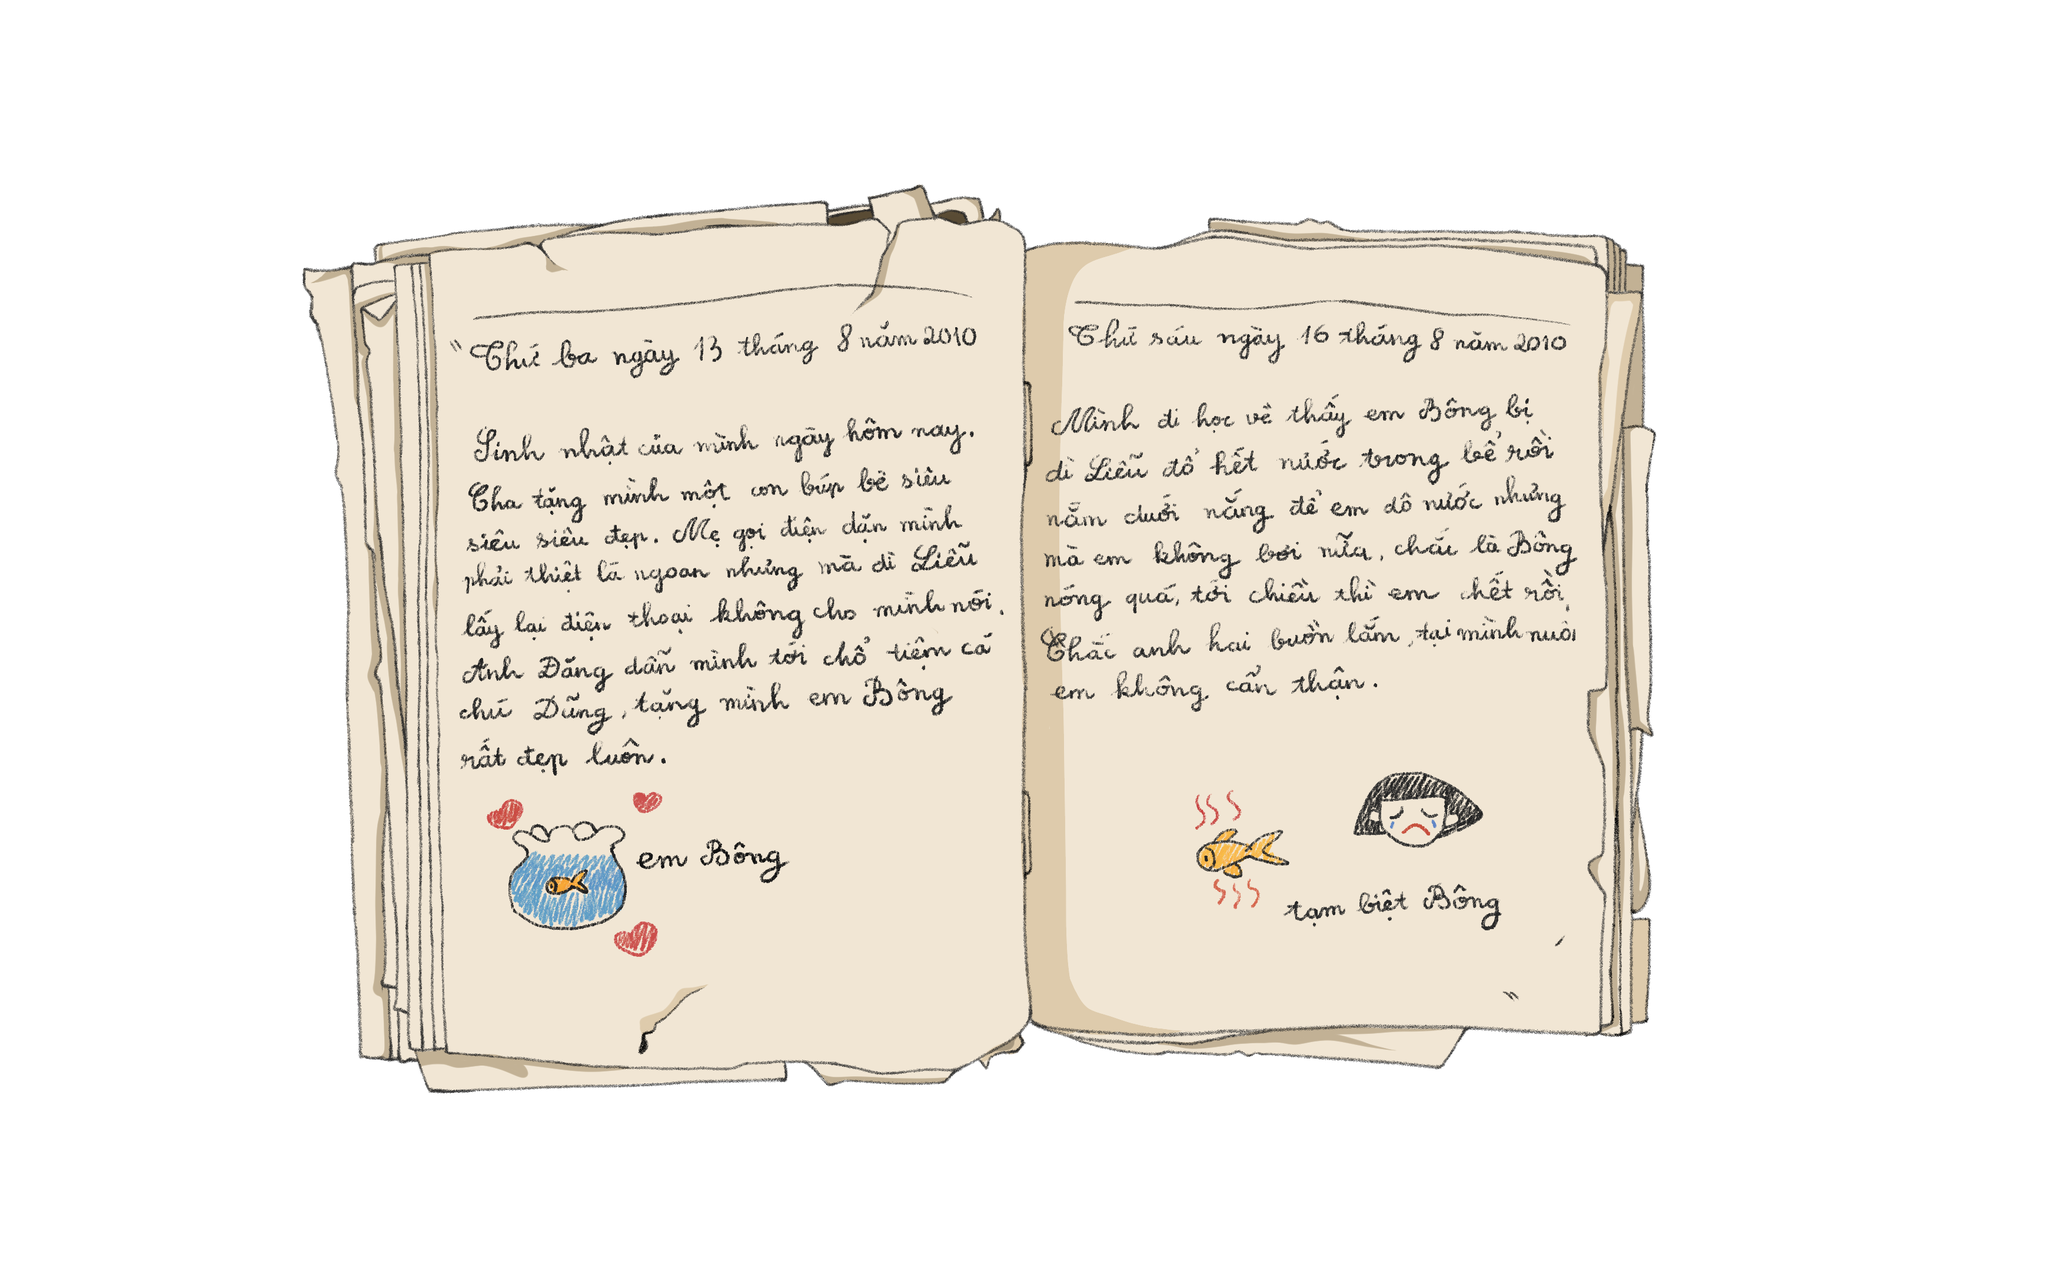 " Thứ ba ngày 13 tháng 8 năm 2010
Sinh nhật của mình ngày hôm nay.
Cha tặng mình một con búp bê siêu
siêu siêu đẹp. Mẹ gọi điện dặn mình
phải thiệt là ngoan nhưng mà dì Liễu
lấy lại điện thoại không cho mình nói.
Anh Đăng dẫn mình tới chổ tiệm cá
chú Dũng, tặng mình em Bông
rất đẹp luôn.
em Bông
Thứ sáu ngày 16 tháng 8 năm 2010
Mình đi học về thấy em Bông bị
dì Liễu đổ hết nước trong bể rồi
nằm dưới nắng để em dô nước nhưng
mà em không bơi nữa, chắc là Bông
nóng quá, tới chiều thì em chết rồi,
Chắc anh hai buồn lắm, tại mình nuôi
em không cẩn thận.
tạm biệt Bông
"